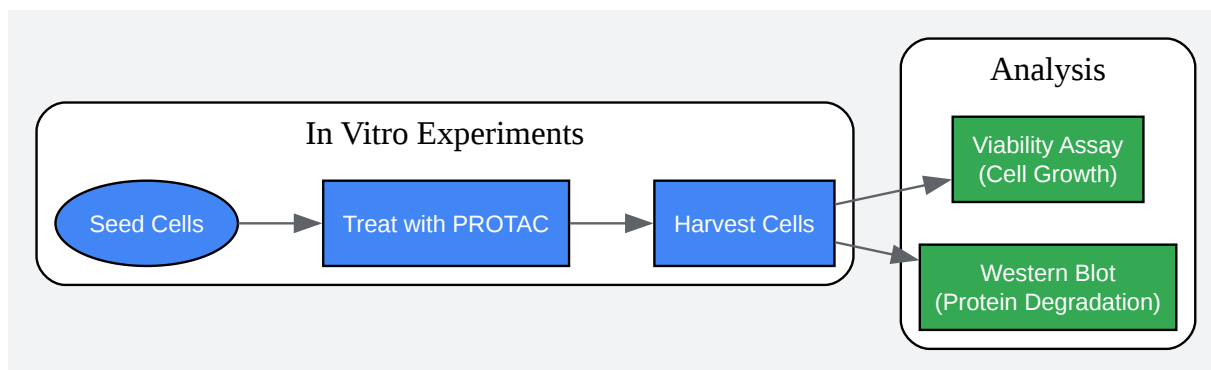 In Vitro Experiments
Seed Cells
Treat with PROTAC
Harvest Cells
Analysis
Viability Assay
(Cell Growth)
Western Blot
(Protein Degradation)